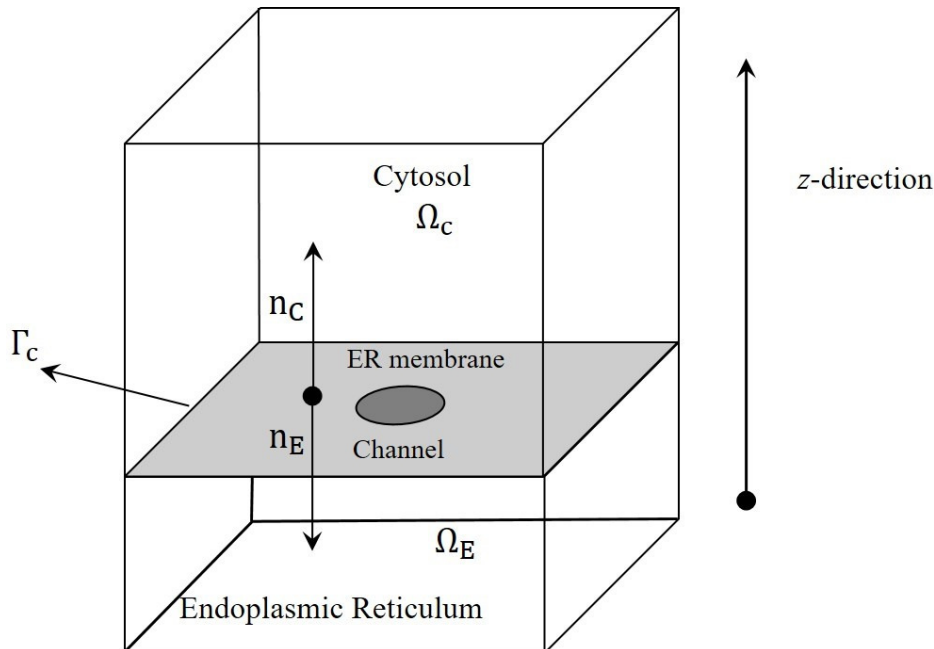 Cytosol
Ω_c
z-direction
n_C
Γ_c
ER membrane
n_E
Channel
Ω_E
Endoplasmic Reticulum